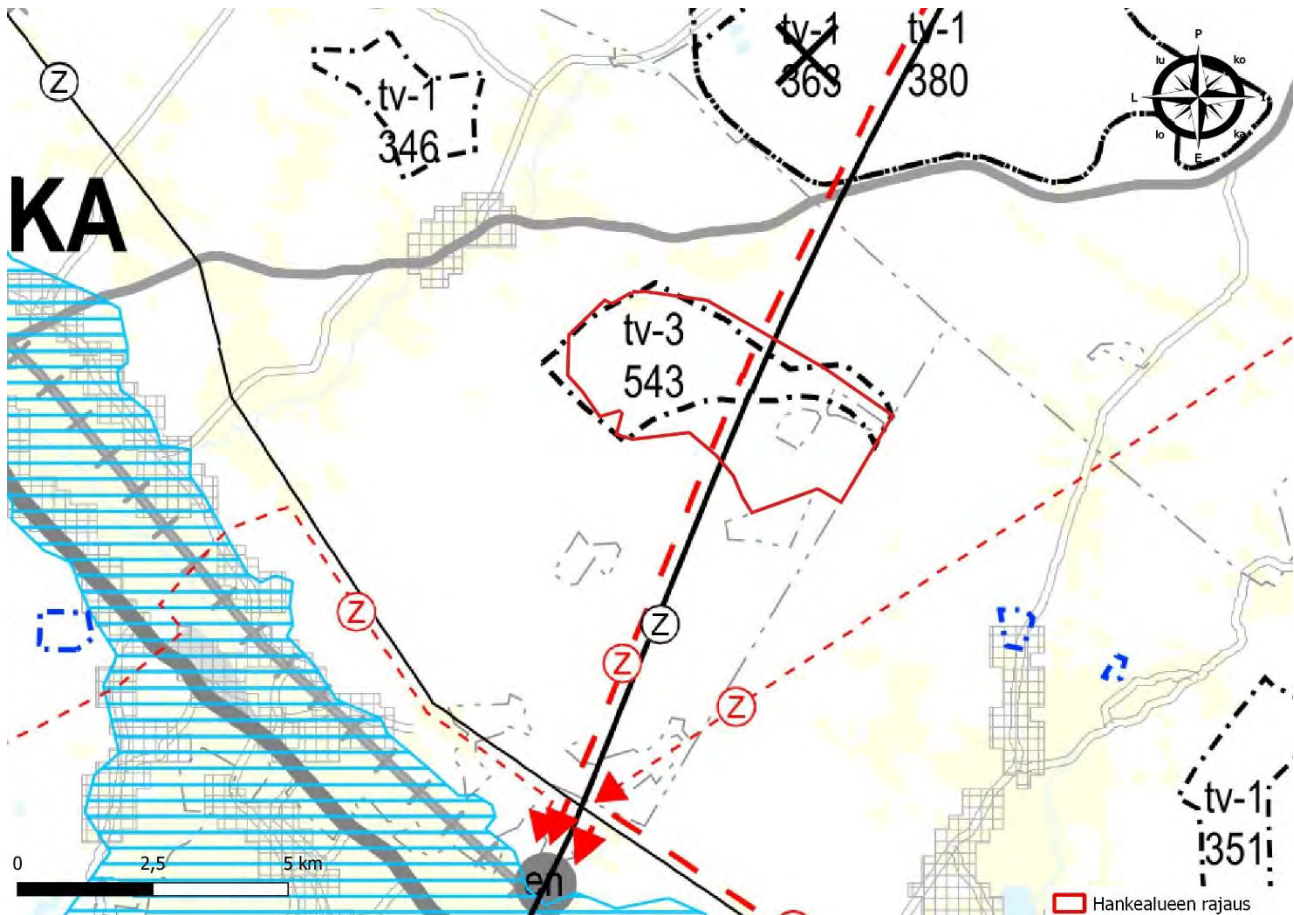 tv-1
363
tv-1
380
P
lu
ko
L
I
lo
ka
E
Z
tv-1
346
KA
tv-3
543
Z
Z
Z
Z
tv-1
351
0
2,5
5 km
en
Hankealueen rajaus